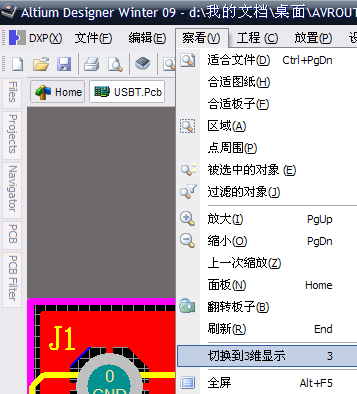 Altium Designer Winter 09 - d:\我的文档\桌面\AVROUT
DXP(X) 文件(F) 编辑(E) 察看(V) 工程(C) 放置(P)
Home USBT.Pcb
Files
Projects
Navigator
PCB
PCB Filter
适合文件(D) Ctrl+PgDn
合适图纸(H)
合适板子(F)
区域(A)
点周围(P)
被选中的对象(E)
过滤的对象(J)
放大(I) PgUp
缩小(O) PgDn
上一次缩放(Z)
面板(N) Home
翻转板子(B)
刷新(R) End
切换到3维显示 3
全屏 Alt+F5
J1
0
GND